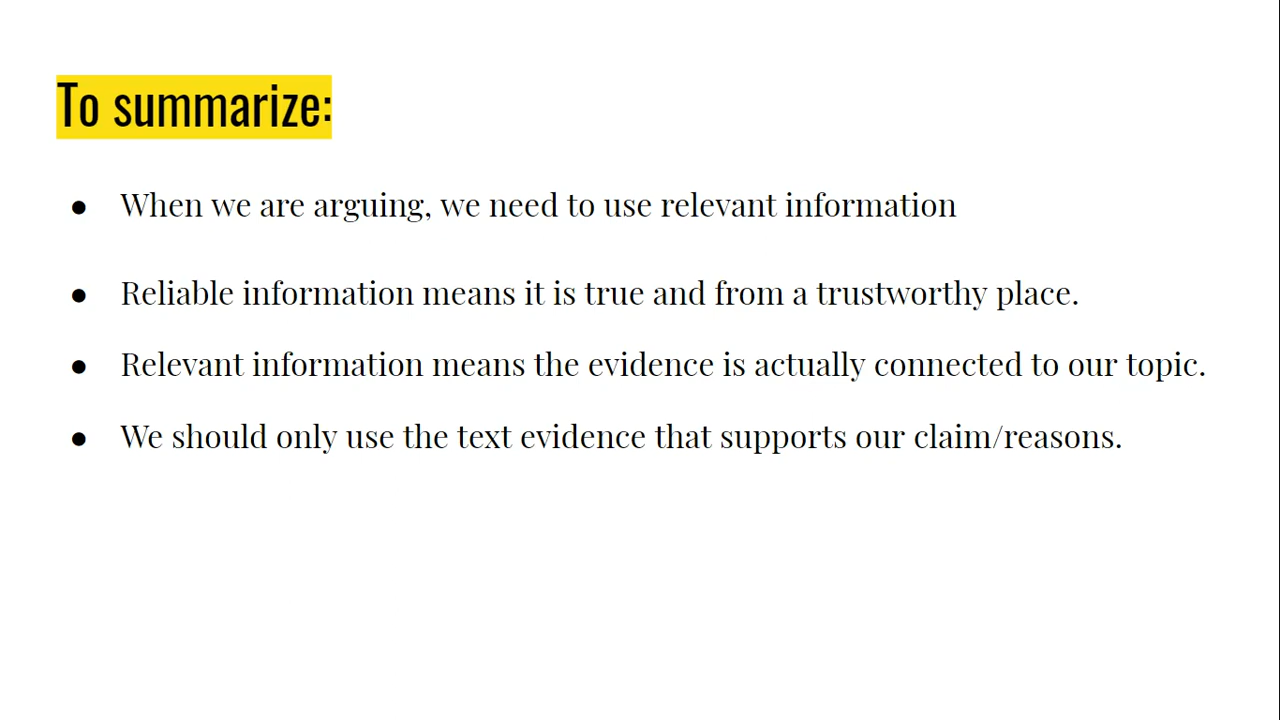 To summarize:
● When we are arguing, we need to use relevant information
● Reliable information means it is true and from a trustworthy place.
● Relevant information means the evidence is actually connected to our topic.
● We should only use the text evidence that supports our claim/reasons.